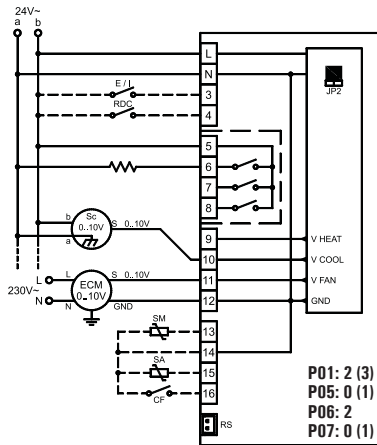 24V~
a b
L
N
JP2
E / I
3
RDC
4
5
6
7
8
b Sc
0..10V
a
S 0..10V
9
V HEAT
10
V COOL
L
230V~
N
L
ECM
0-10V
N
S 0..10V
GND
11
V FAN
12
GND
SM
13
14
SA
15
CF
16
RS
P01: 2 (3)
P05: 0 (1)
P06: 2
P07: 0 (1)